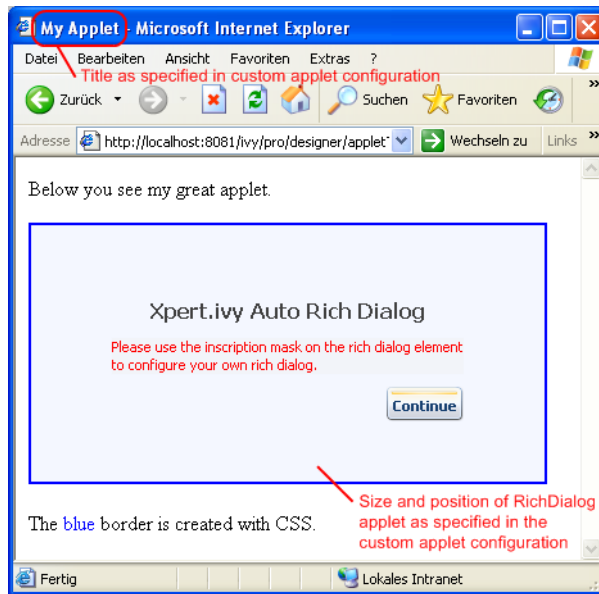 My Applet - Microsoft Internet Explorer
Datei Bearbeiten Ansicht Favoriten Extras ?
Title as specified in custom applet configuration
Zurück Suchen Favoriten »
Adresse http://localhost:8081/ivy/pro/designer/applet Wechseln zu Links »
Below you see my great applet.
Xpert.ivy Auto Rich Dialog
Please use the inscription mask on the rich dialog element
to configure your own rich dialog.
Continue
Size and position of RichDialog
applet as specified in the
custom applet configuration
The blue border is created with CSS.
Fertig Lokales Intranet